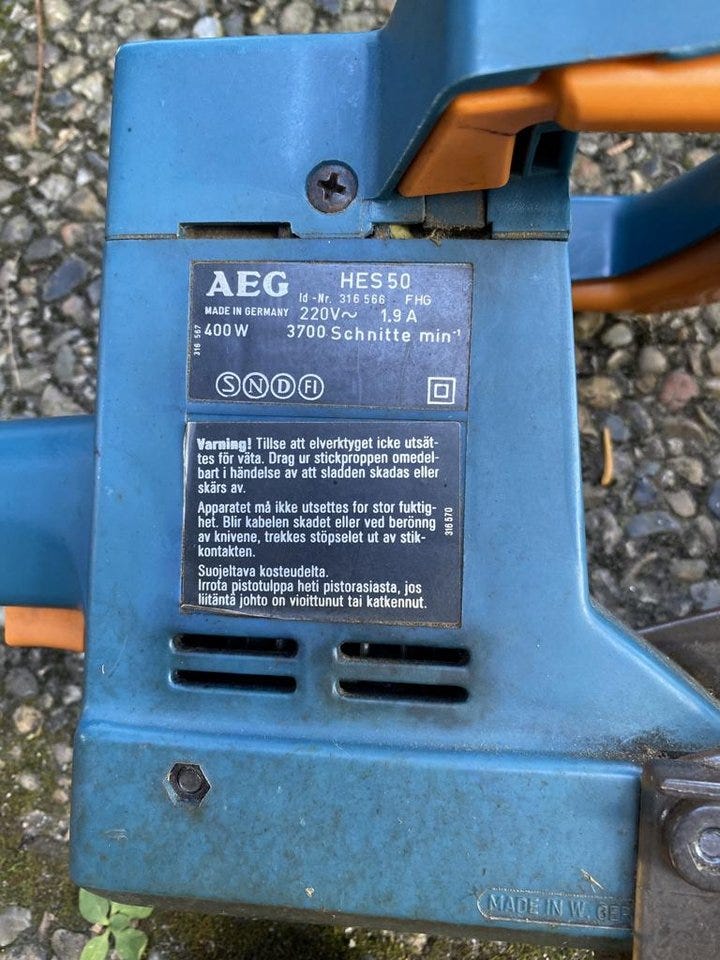 AEG HES50
Id-Nr. 316 566 FHG
MADE IN GERMANY 220V~ 1.9 A
400 W 3700 Schnitte min⁻¹
316 567
S N D FI
Varning! Tillse att elverktyget icke utsät-
tes för väta. Drag ur stickproppen omedel-
bart i händelse av att sladden skadas eller
skärs av.
Apparatet må ikke utsettes for stor fuktig-
het. Blir kabelen skadet eller ved berönng
av knivene, trekkes stöpselet ut av stik-
kontakten.
Suojeltava kosteudelta.
Irrota pistotulppa heti pistorasiasta, jos
liitäntä johto on vioittunut tai katkennut.
316 570
MADE IN W. GER